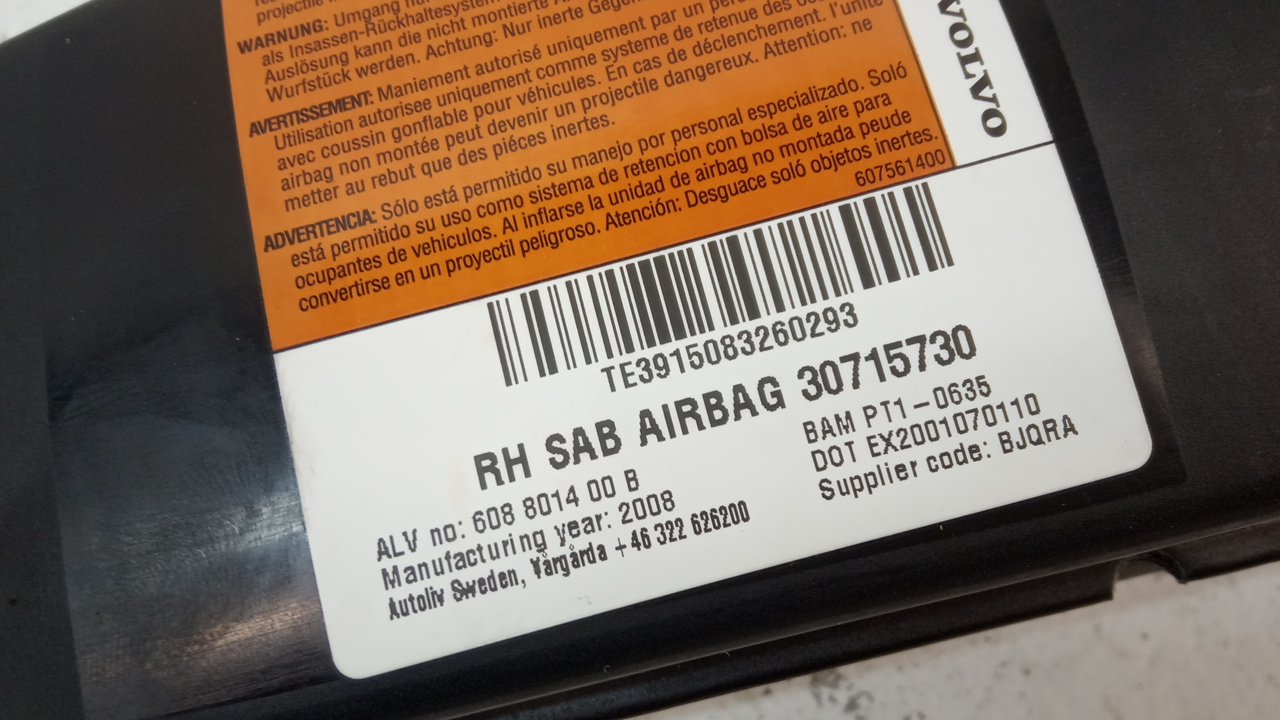 projectile
WARNUNG: Umgang
als Insassen-Rückhaltesystem
Auslösung kann die nicht montierte
Wurfstück werden. Achtung: Nur inerte
AVERTISSEMENT: Maniement autorisé uniquement par un
Utilisation autorisee uniquement comme systeme de retenue des
avec coussin gonflable pour véhicules. En cas de déclenchement. l'unite
airbag non montée peut devenir un projectile dangereux. Attention: ne
metter au rebut que des piéces inertes.
ADVERTENCIA: Sólo está permitido su manejo por personal especializado. Soló
está permitido su uso como sistema de retencion con bolsa de aire para
ocupantes de vehiculos. Al inflarse la unidad de airbag no montada peude
convertirse en un proyectil peligroso. Atención: Desguace soló objetos inertes.
607561400
VOLVO
TE3915083260293
RH SAB AIRBAG 30715730
ALV no: 608 8014 00 B
Manufacturing year: 2008
Autoliv Sweden, Vårgårda +46 322 626200
BAM PT1-0635
DOT EX2001070110
Supplier code: BJQRA